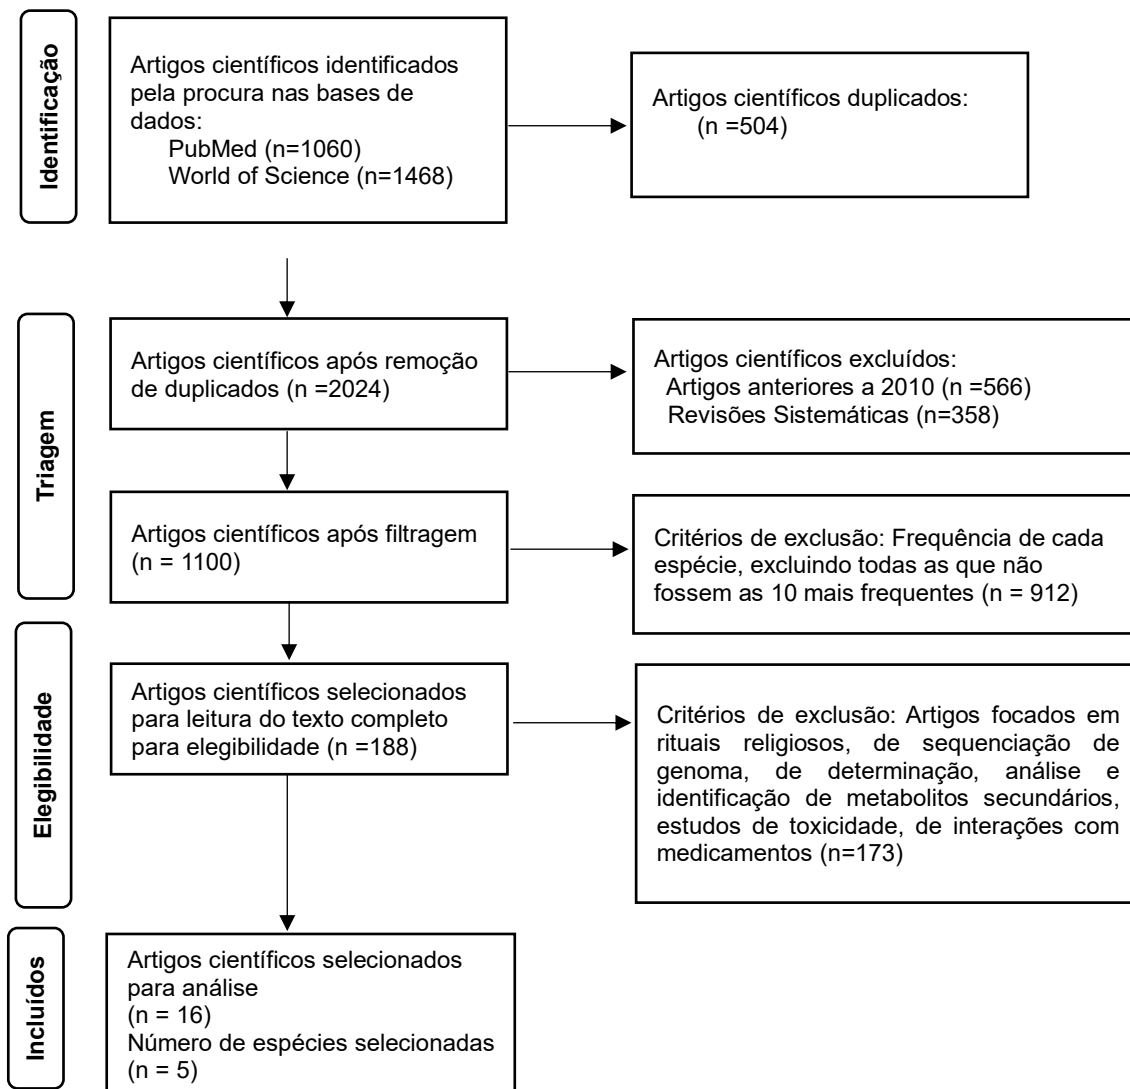 Identificação
Artigos científicos identificados
pela procura nas bases de
dados:
PubMed (n=1060)
World of Science (n=1468)
Artigos científicos duplicados:
(n =504)
Triagem
Artigos científicos após remoção
de duplicados (n =2024)
Artigos científicos excluídos:
Artigos anteriores a 2010 (n =566)
Revisões Sistemáticas (n=358)
Artigos científicos após filtragem
(n = 1100)
Critérios de exclusão: Frequência de cada
espécie, excluindo todas as que não
fossem as 10 mais frequentes (n = 912)
Elegibilidade
Artigos científicos selecionados
para leitura do texto completo
para elegibilidade (n =188)
Critérios de exclusão: Artigos focados em
rituais religiosos, de sequenciação de
genoma, de determinação, análise e
identificação de metabolitos secundários,
estudos de toxicidade, de interações com
medicamentos (n=173)
Incluídos
Artigos científicos selecionados
para análise
(n = 16)
Número de espécies selecionadas
(n = 5)